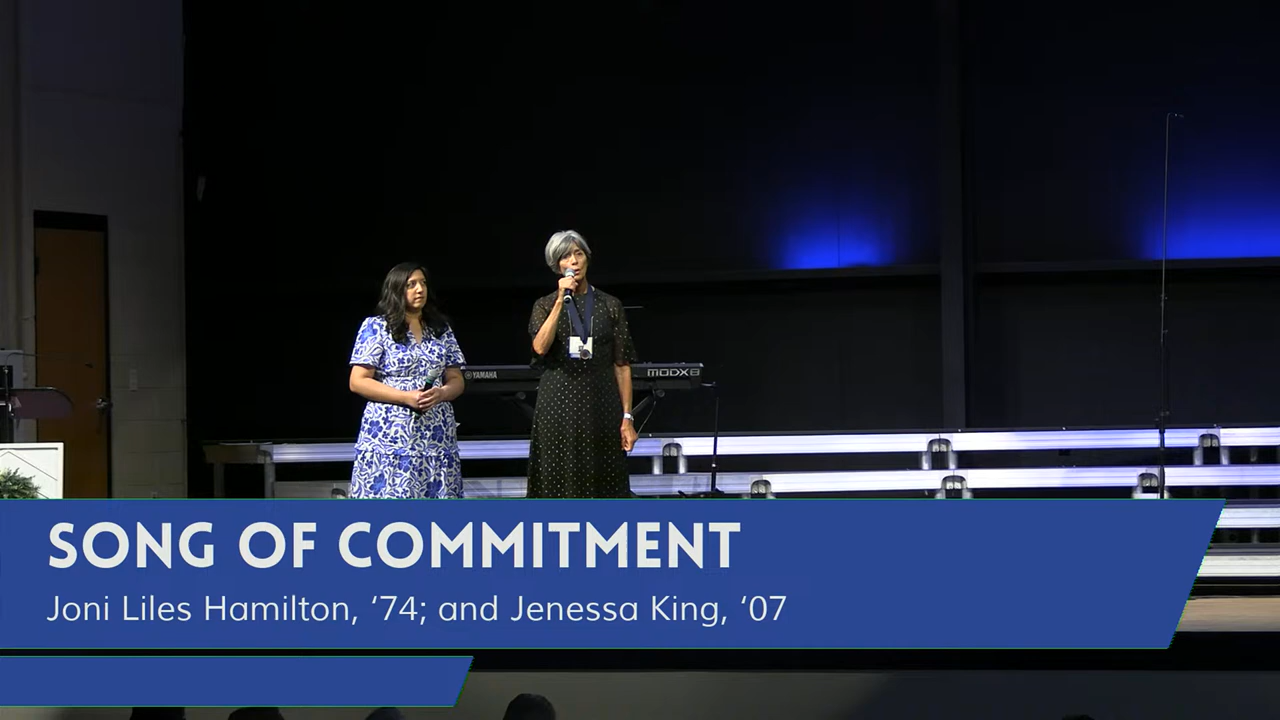 YAMAHA
MODX8
SONG OF COMMITMENT
Joni Liles Hamilton, ‘74; and Jenessa King, ‘07